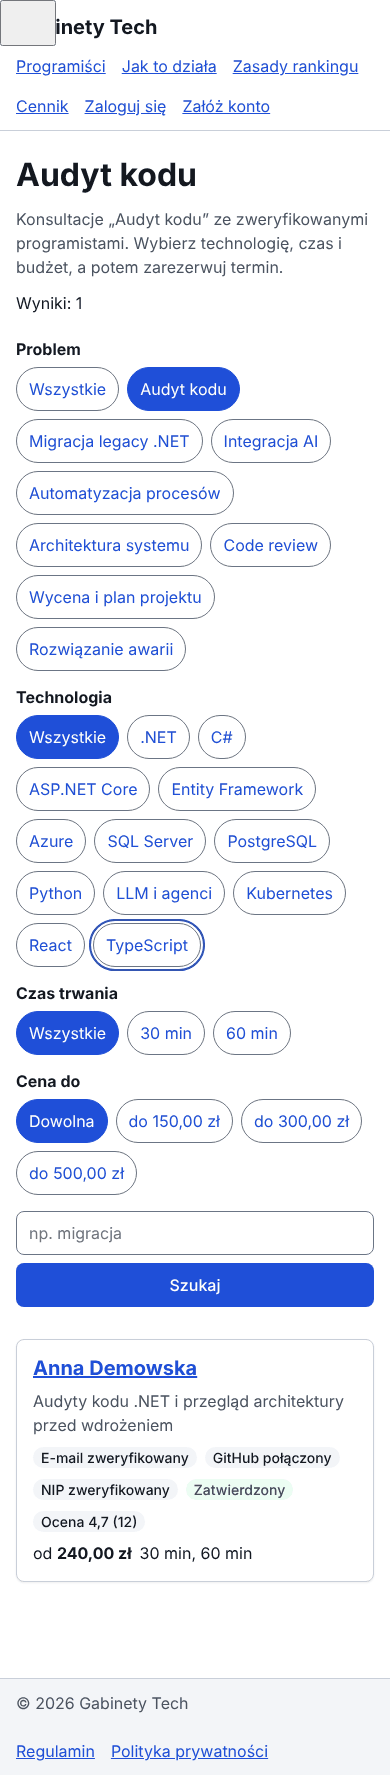 inety Tech
Programiści Jak to działa Zasady rankingu
Cennik Zaloguj się Załóż konto
Audyt kodu
Konsultacje „Audyt kodu” ze zweryfikowanymi
programistami. Wybierz technologię, czas i
budżet, a potem zarezerwuj termin.
Wyniki: 1
Problem
Wszystkie Audyt kodu
Migracja legacy .NET Integracja AI
Automatyzacja procesów
Architektura systemu Code review
Wycena i plan projektu
Rozwiązanie awarii
Technologia
Wszystkie .NET C#
ASP.NET Core Entity Framework
Azure SQL Server PostgreSQL
Python LLM i agenci Kubernetes
React TypeScript
Czas trwania
Wszystkie 30 min 60 min
Cena do
Dowolna do 150,00 zł do 300,00 zł
do 500,00 zł
np. migracja
Szukaj
Anna Demowska
Audyty kodu .NET i przegląd architektury
przed wdrożeniem
E-mail zweryfikowany GitHub połączony
NIP zweryfikowany Zatwierdzony
Ocena 4,7 (12)
od 240,00 zł 30 min, 60 min
© 2026 Gabinety Tech
Regulamin Polityka prywatności